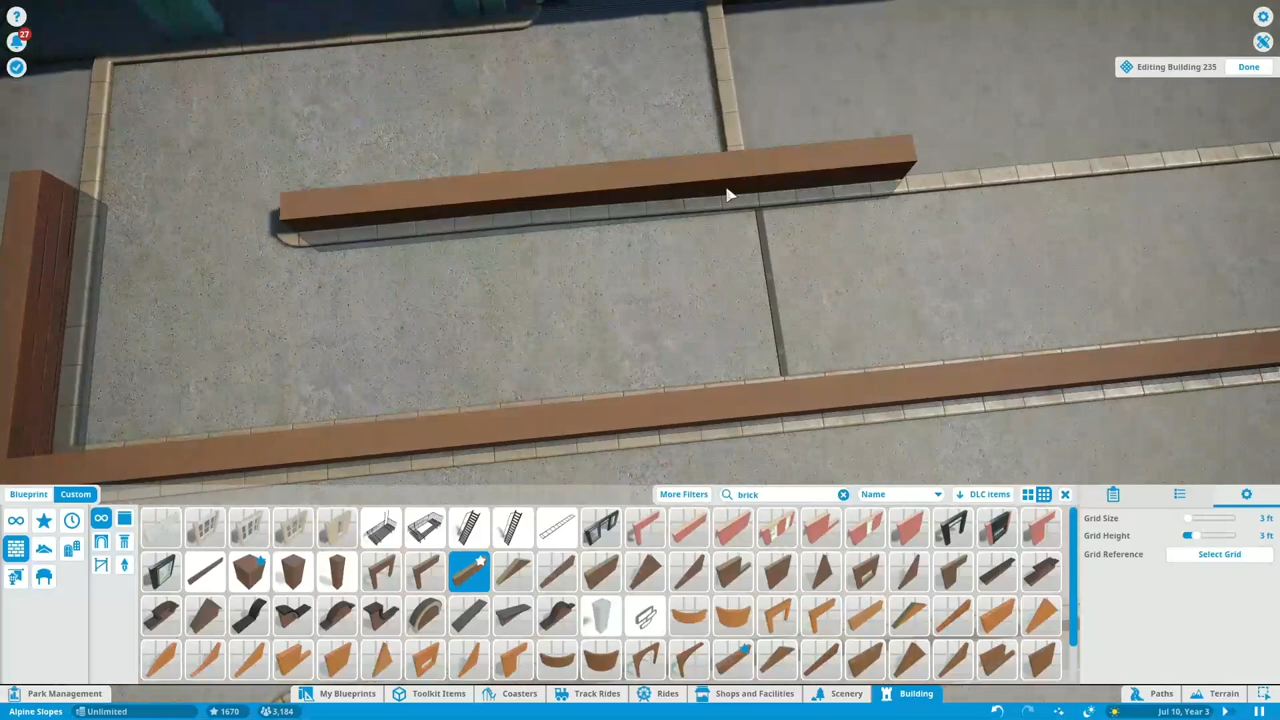 ?
27
Editing Building 235
Done
Blueprint
Custom
More Filters
brick
Name
DLC items
Grid Size
3 ft
Grid Height
3 ft
Grid Reference
Select Grid
Park Management
My Blueprints
Toolkit Items
Coasters
Track Rides
Rides
Shops and Facilities
Scenery
Building
Paths
Terrain
Alpine Slopes
Unlimited
1670
3,184
Jul 10, Year 3